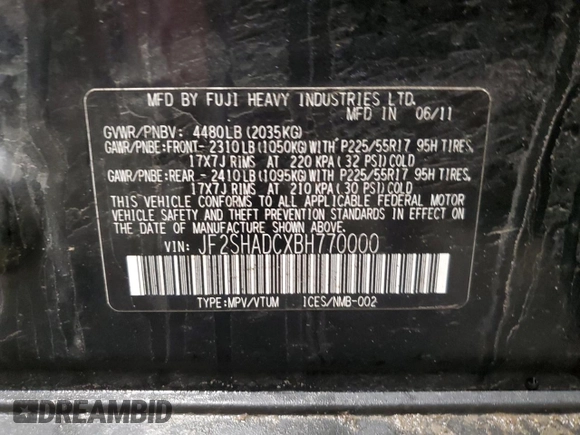 MFD BY FUJI HEAVY INDUSTRIES LTD.
MFD IN 06/11
GVWR/PNBV: 4480LB(2035KG)
GAWR/PNBE:FRONT- 2310LB(1050KG)WITH P225/55R17 95H TIRES,
17X7J RIMS AT 220 KPA(32 PSI)COLD
GAWR/PNBE:REAR - 2410LB(1095KG)WITH P225/55R17 95H TIRES,
17X7J RIMS AT 210 KPA(30 PSI)COLD
THIS VEHICLE CONFORMS TO ALL APPLICABLE FEDERAL MOTOR
VEHICLE SAFETY AND THEFT PREVENTION STANDARDS IN EFFECT ON
THE DATE OF MANUFACTURE SHOWN ABOVE.
VIN: JF2SHADCXBH770000
TYPE:MPV/VTUM ICES/NMB-002
DREAMBID